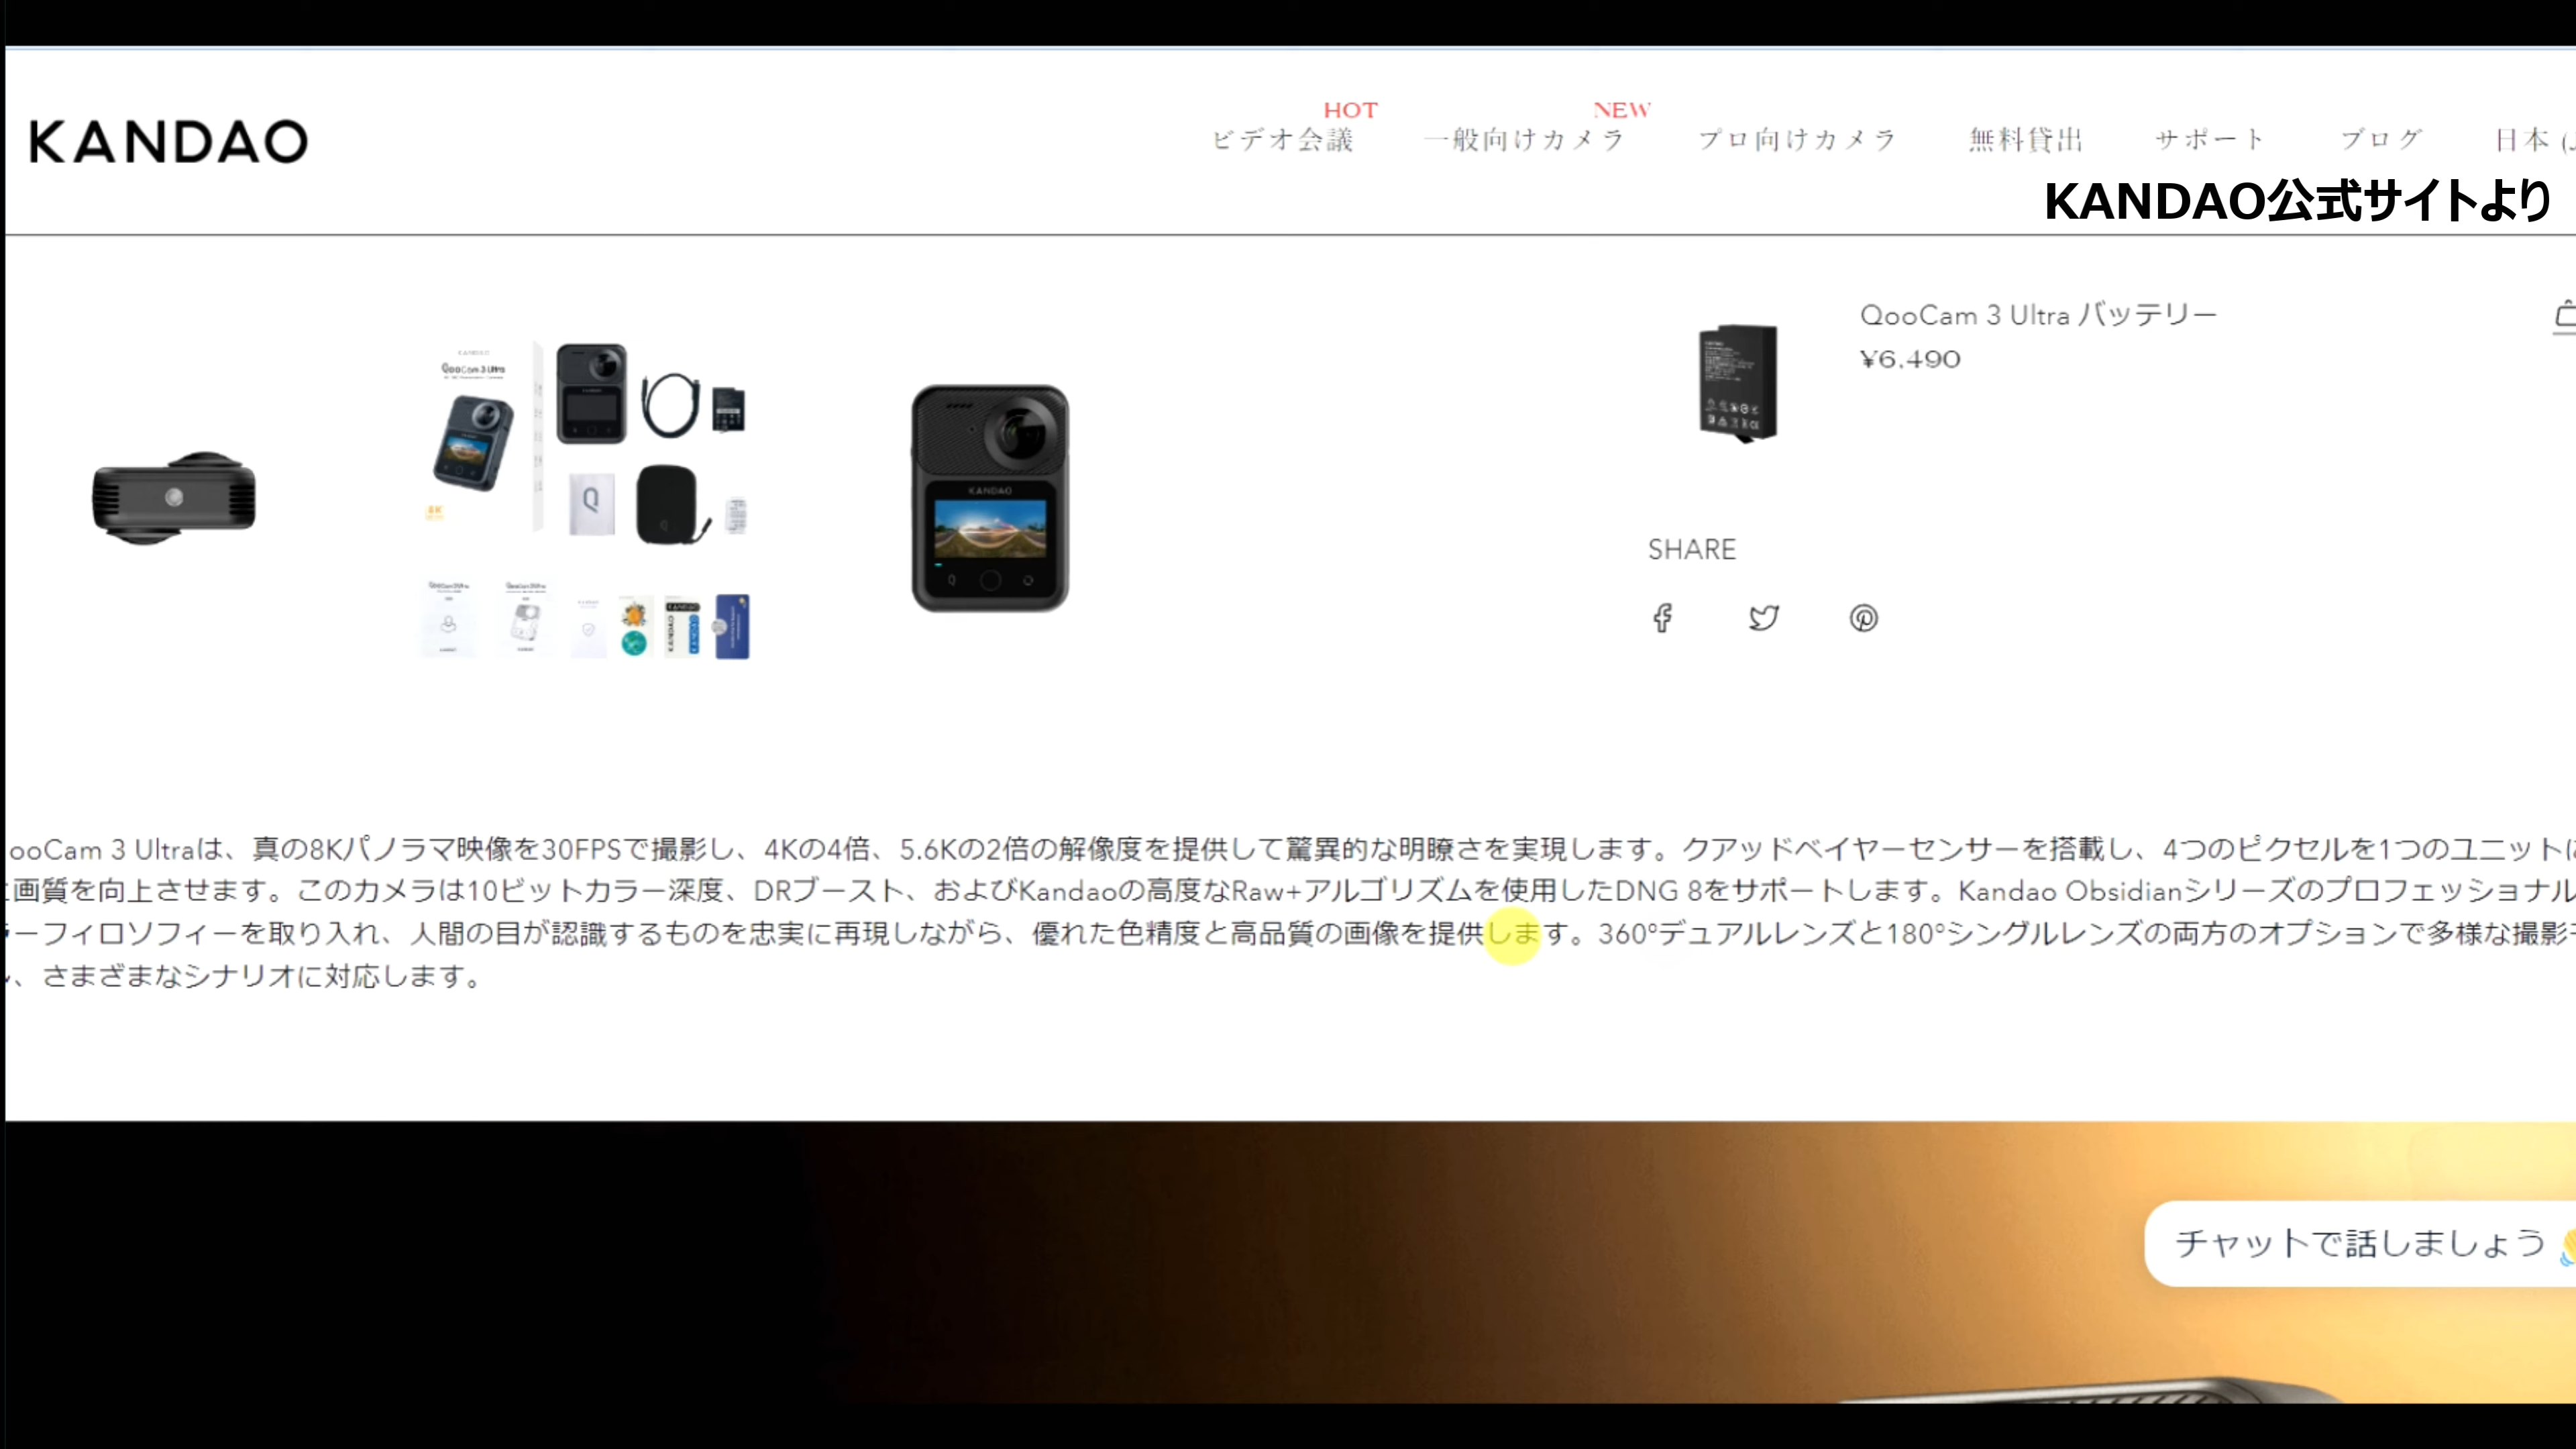 HOT
NEW
KANDAO
ビデオ会議
一般向けカメラ
プロ向けカメラ
無料貸出
サポート
ブログ
日本
KANDAO公式サイトより
QooCam 3 Ultra バッテリー
¥6,490
KANDAO
QooCam 3 Ultra
8K
KANDAO
SHARE
ooCam 3 Ultraは、真の8Kパノラマ映像を30FPSで撮影し、4Kの4倍、5.6Kの2倍の解像度を提供して驚異的な明瞭さを実現します。クアッドベイヤーセンサーを搭載し、4つのピクセルを1つのユニット
画質を向上させます。このカメラは10ビットカラー深度、DRブースト、およびKandaoの高度なRaw+アルゴリズムを使用したDNG 8をサポートします。Kandao Obsidianシリーズのプロフェッショナル
ーフィロソフィーを取り入れ、人間の目が認識するものを忠実に再現しながら、優れた色精度と高品質の画像を提供します。360°デュアルレンズと180°シングルレンズの両方のオプションで多様な撮影
、さまざまなシナリオに対応します。
チャットで話しましょう